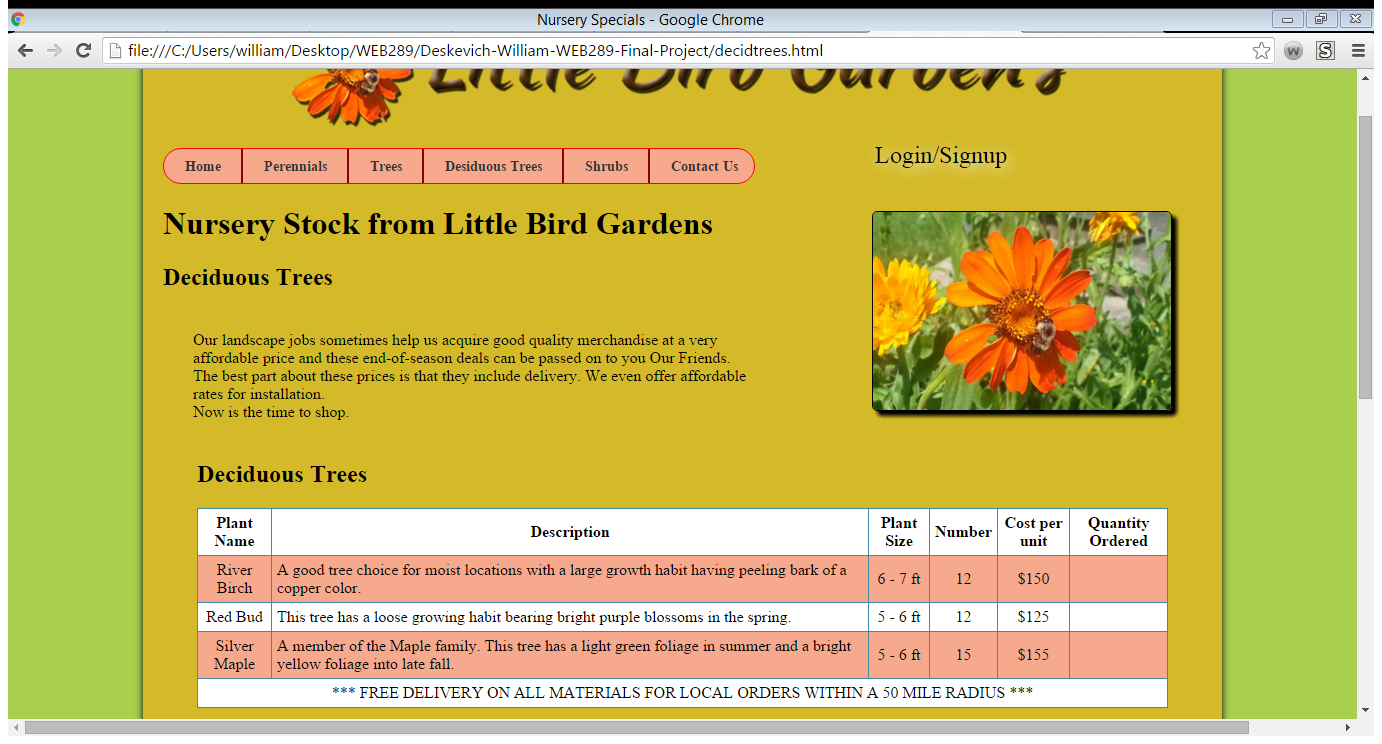 Nursery Specials - Google Chrome
file:///C:/Users/william/Desktop/WEB289/Deskevich-William-WEB289-Final-Project/decidtrees.html
W S
Little Bird Garden's
Home Perennials Trees Desiduous Trees Shrubs Contact Us
Login/Signup
Nursery Stock from Little Bird Gardens
Deciduous Trees
Our landscape jobs sometimes help us acquire good quality merchandise at a very
affordable price and these end-of-season deals can be passed on to you Our Friends.
The best part about these prices is that they include delivery. We even offer affordable
rates for installation.
Now is the time to shop.
Deciduous Trees
Plant Name Description Plant Size Number Cost per unit Quantity Ordered
River Birch A good tree choice for moist locations with a large growth habit having peeling bark of a
copper color. 6 - 7 ft 12 $150
Red Bud This tree has a loose growing habit bearing bright purple blossoms in the spring. 5 - 6 ft 12 $125
Silver Maple A member of the Maple family. This tree has a light green foliage in summer and a bright
yellow foliage into late fall. 5 - 6 ft 15 $155
*** FREE DELIVERY ON ALL MATERIALS FOR LOCAL ORDERS WITHIN A 50 MILE RADIUS ***